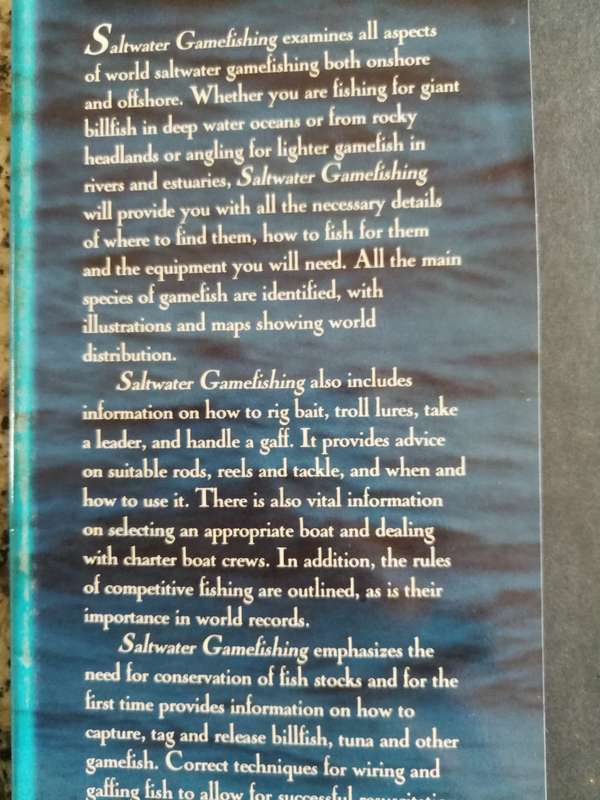 Saltwater Gamefishing examines all aspects
of world saltwater gamefishing both onshore
and offshore. Whether you are fishing for giant
billfish in deep water oceans or from rocky
headlands or angling for lighter gamefish in
rivers and estuaries, Saltwater Gamefishing
will provide you with all the necessary details
of where to find them, how to fish for them
and the equipment you will need. All the main
species of gamefish are identified, with
illustrations and maps showing world
distribution.
Saltwater Gamefishing also includes
information on how to rig bait, troll lures, take
a leader, and handle a gaff. It provides advice
on suitable rods, reels and tackle, and when and
how to use it. There is also vital information
on selecting an appropriate boat and dealing
with charter boat crews. In addition, the rules
of competitive fishing are outlined, as is their
importance in world records.
Saltwater Gamefishing emphasizes the
need for conservation of fish stocks and for the
first time provides information on how to
capture, tag and release billfish, tuna and other
gamefish. Correct techniques for wiring and
gaffing fish to allow for successful